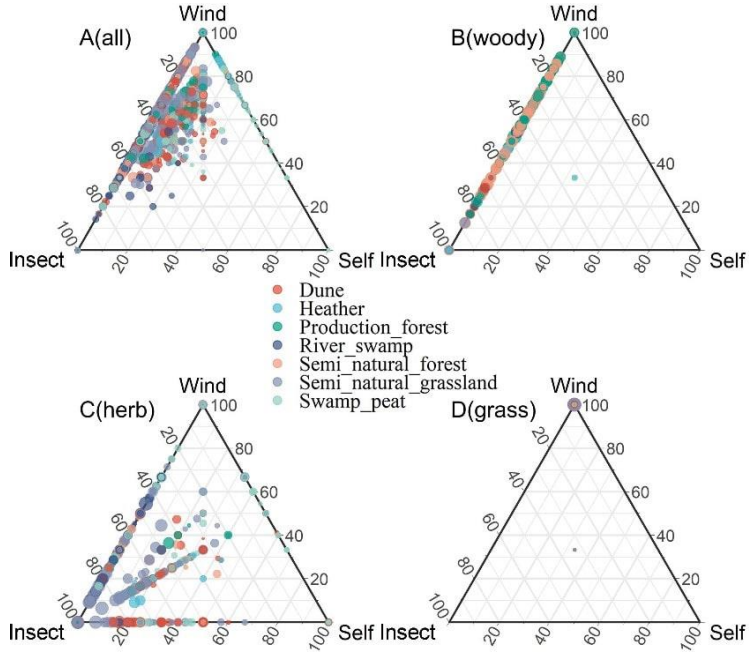 Wind
A(all)
100
20
80
40
60
60
40
80
20
100
Insect
20
40
60
80
100
Self
Wind
B(woody)
100
20
80
40
60
60
40
80
20
100
Insect
20
40
60
80
100
Self
Dune
Heather
Production_forest
River_swamp
Semi_natural_forest
Semi_natural_grassland
Swamp_peat
Wind
C(herb)
100
20
80
40
60
60
40
80
20
100
Insect
20
40
60
80
100
Self
Wind
D(grass)
100
20
80
40
60
60
40
80
20
100
Insect
20
40
60
80
100
Self